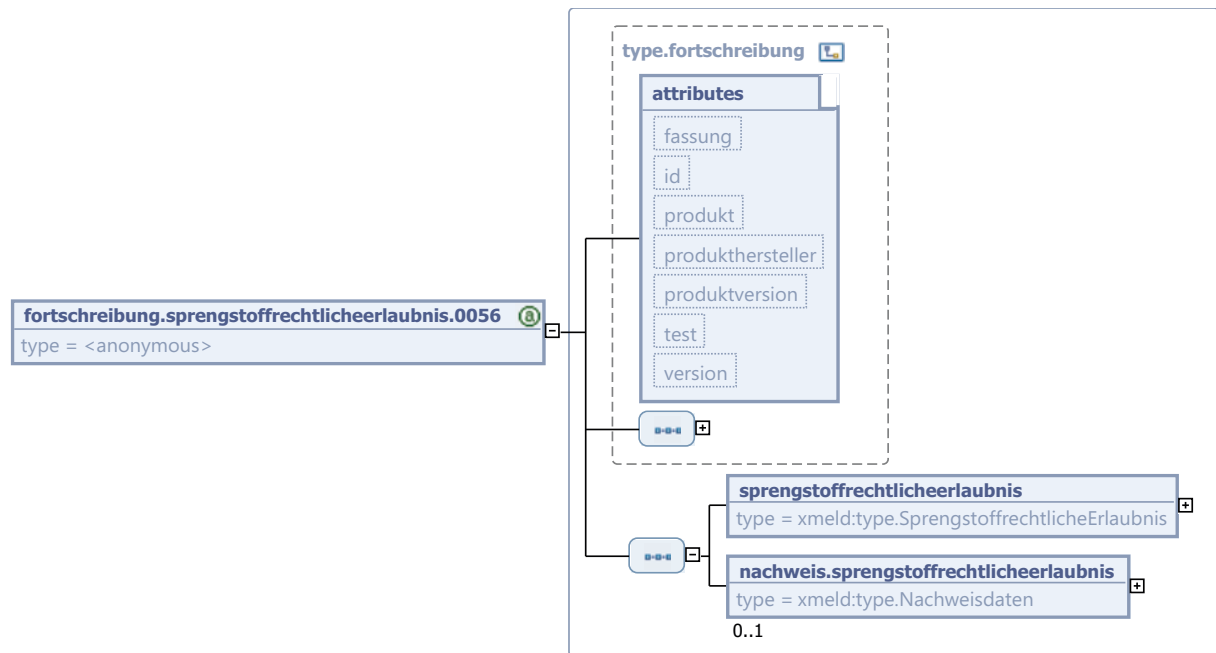 type.fortschreibung
attributes
fassung
id
produkt
produkthersteller
produktversion
test
version
fortschreibung.sprengstoffrechtlicheerlaubnis.0056
type = <anonymous>
sprengstoffrechtlicheerlaubnis
type = xmeld:type.SprengstoffrechtlicheErlaubnis
nachweis.sprengstoffrechtlicheerlaubnis
type = xmeld:type.Nachweisdaten
0..1